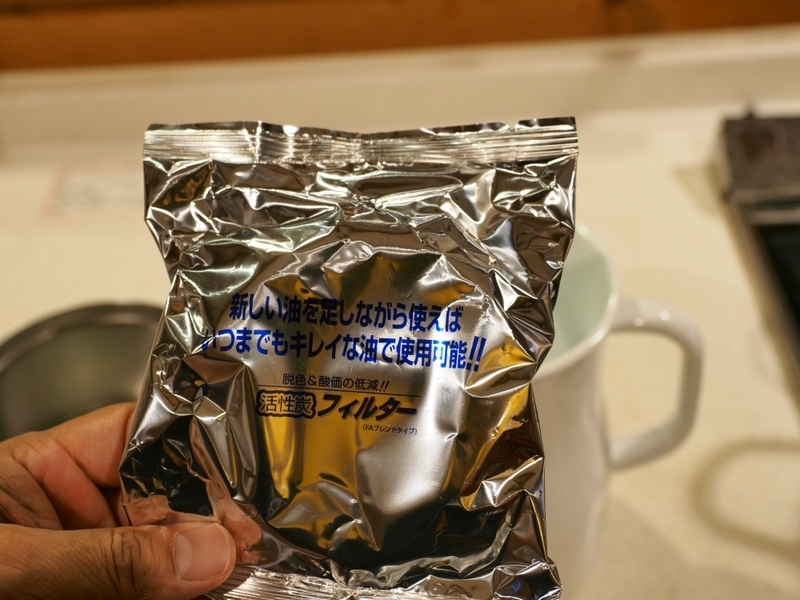 新しい油を足しながら使えば
いつまでもキレイな油で使用可能!!
脱色&酸価の低減!!
活性炭フィルター
(FAブレンドタイプ)